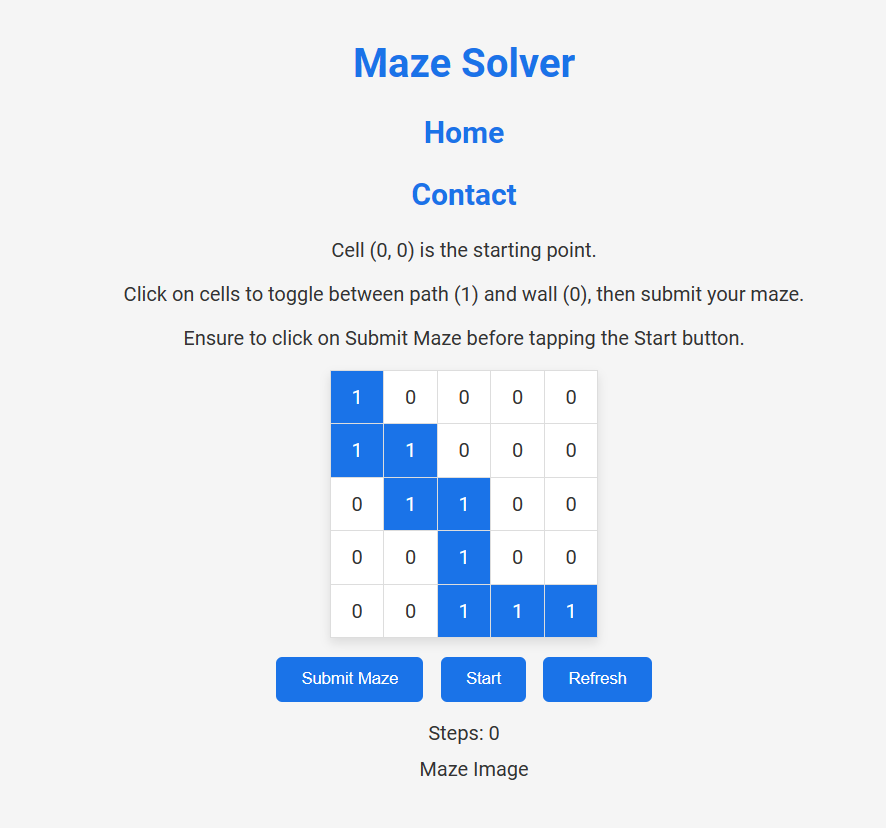 Maze Solver
Home
Contact
Cell (0, 0) is the starting point.
Click on cells to toggle between path (1) and wall (0), then submit your maze.
Ensure to click on Submit Maze before tapping the Start button.
1 0 0 0 0
1 1 0 0 0
0 1 1 0 0
0 0 1 0 0
0 0 1 1 1
Submit Maze Start Refresh
Steps: 0
Maze Image